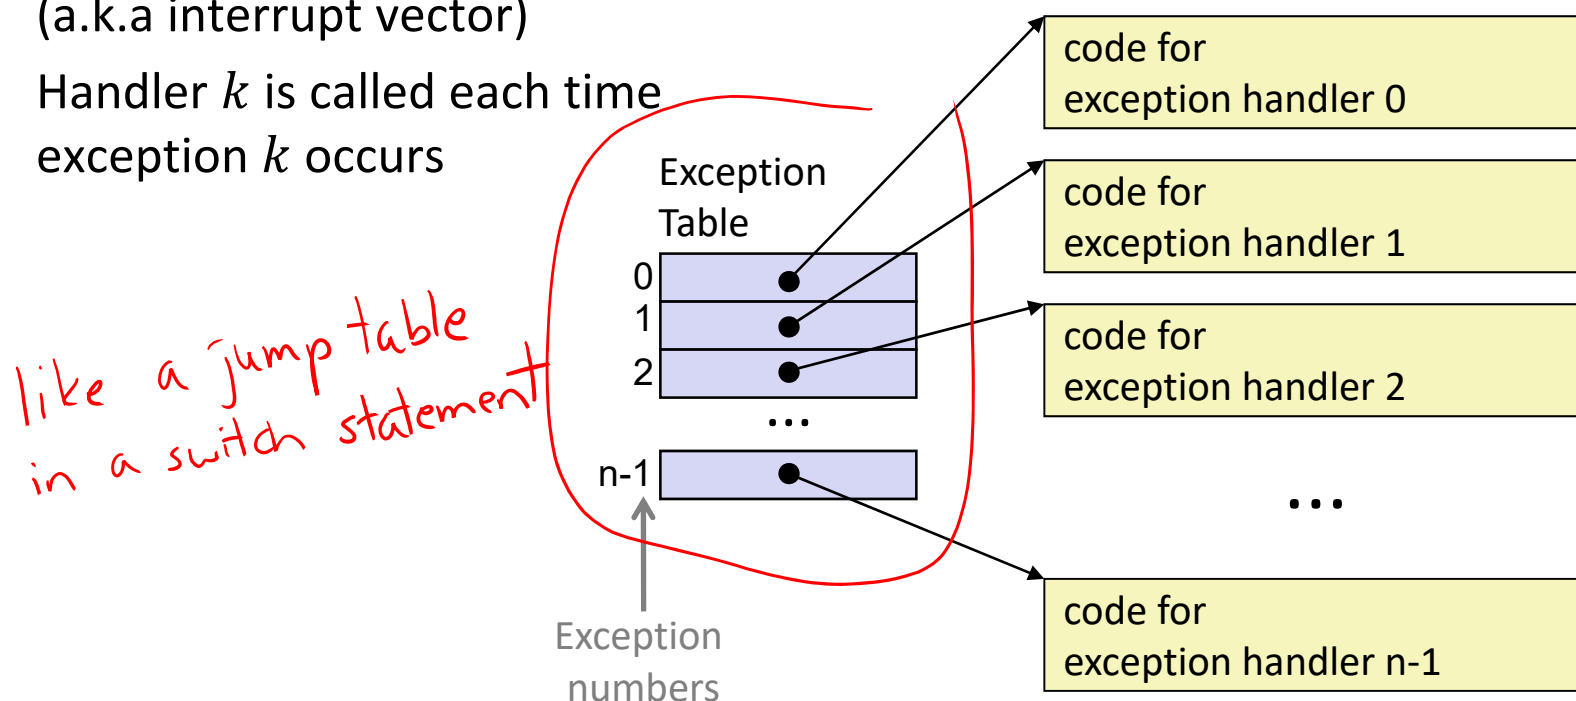 (a.k.a interrupt vector)
Handler k is called each time
exception k occurs
like a jump table
in a switch statement
Exception
Table
0
1
2
...
n-1
Exception
numbers
code for
exception handler 0
code for
exception handler 1
code for
exception handler 2
...
code for
exception handler n-1